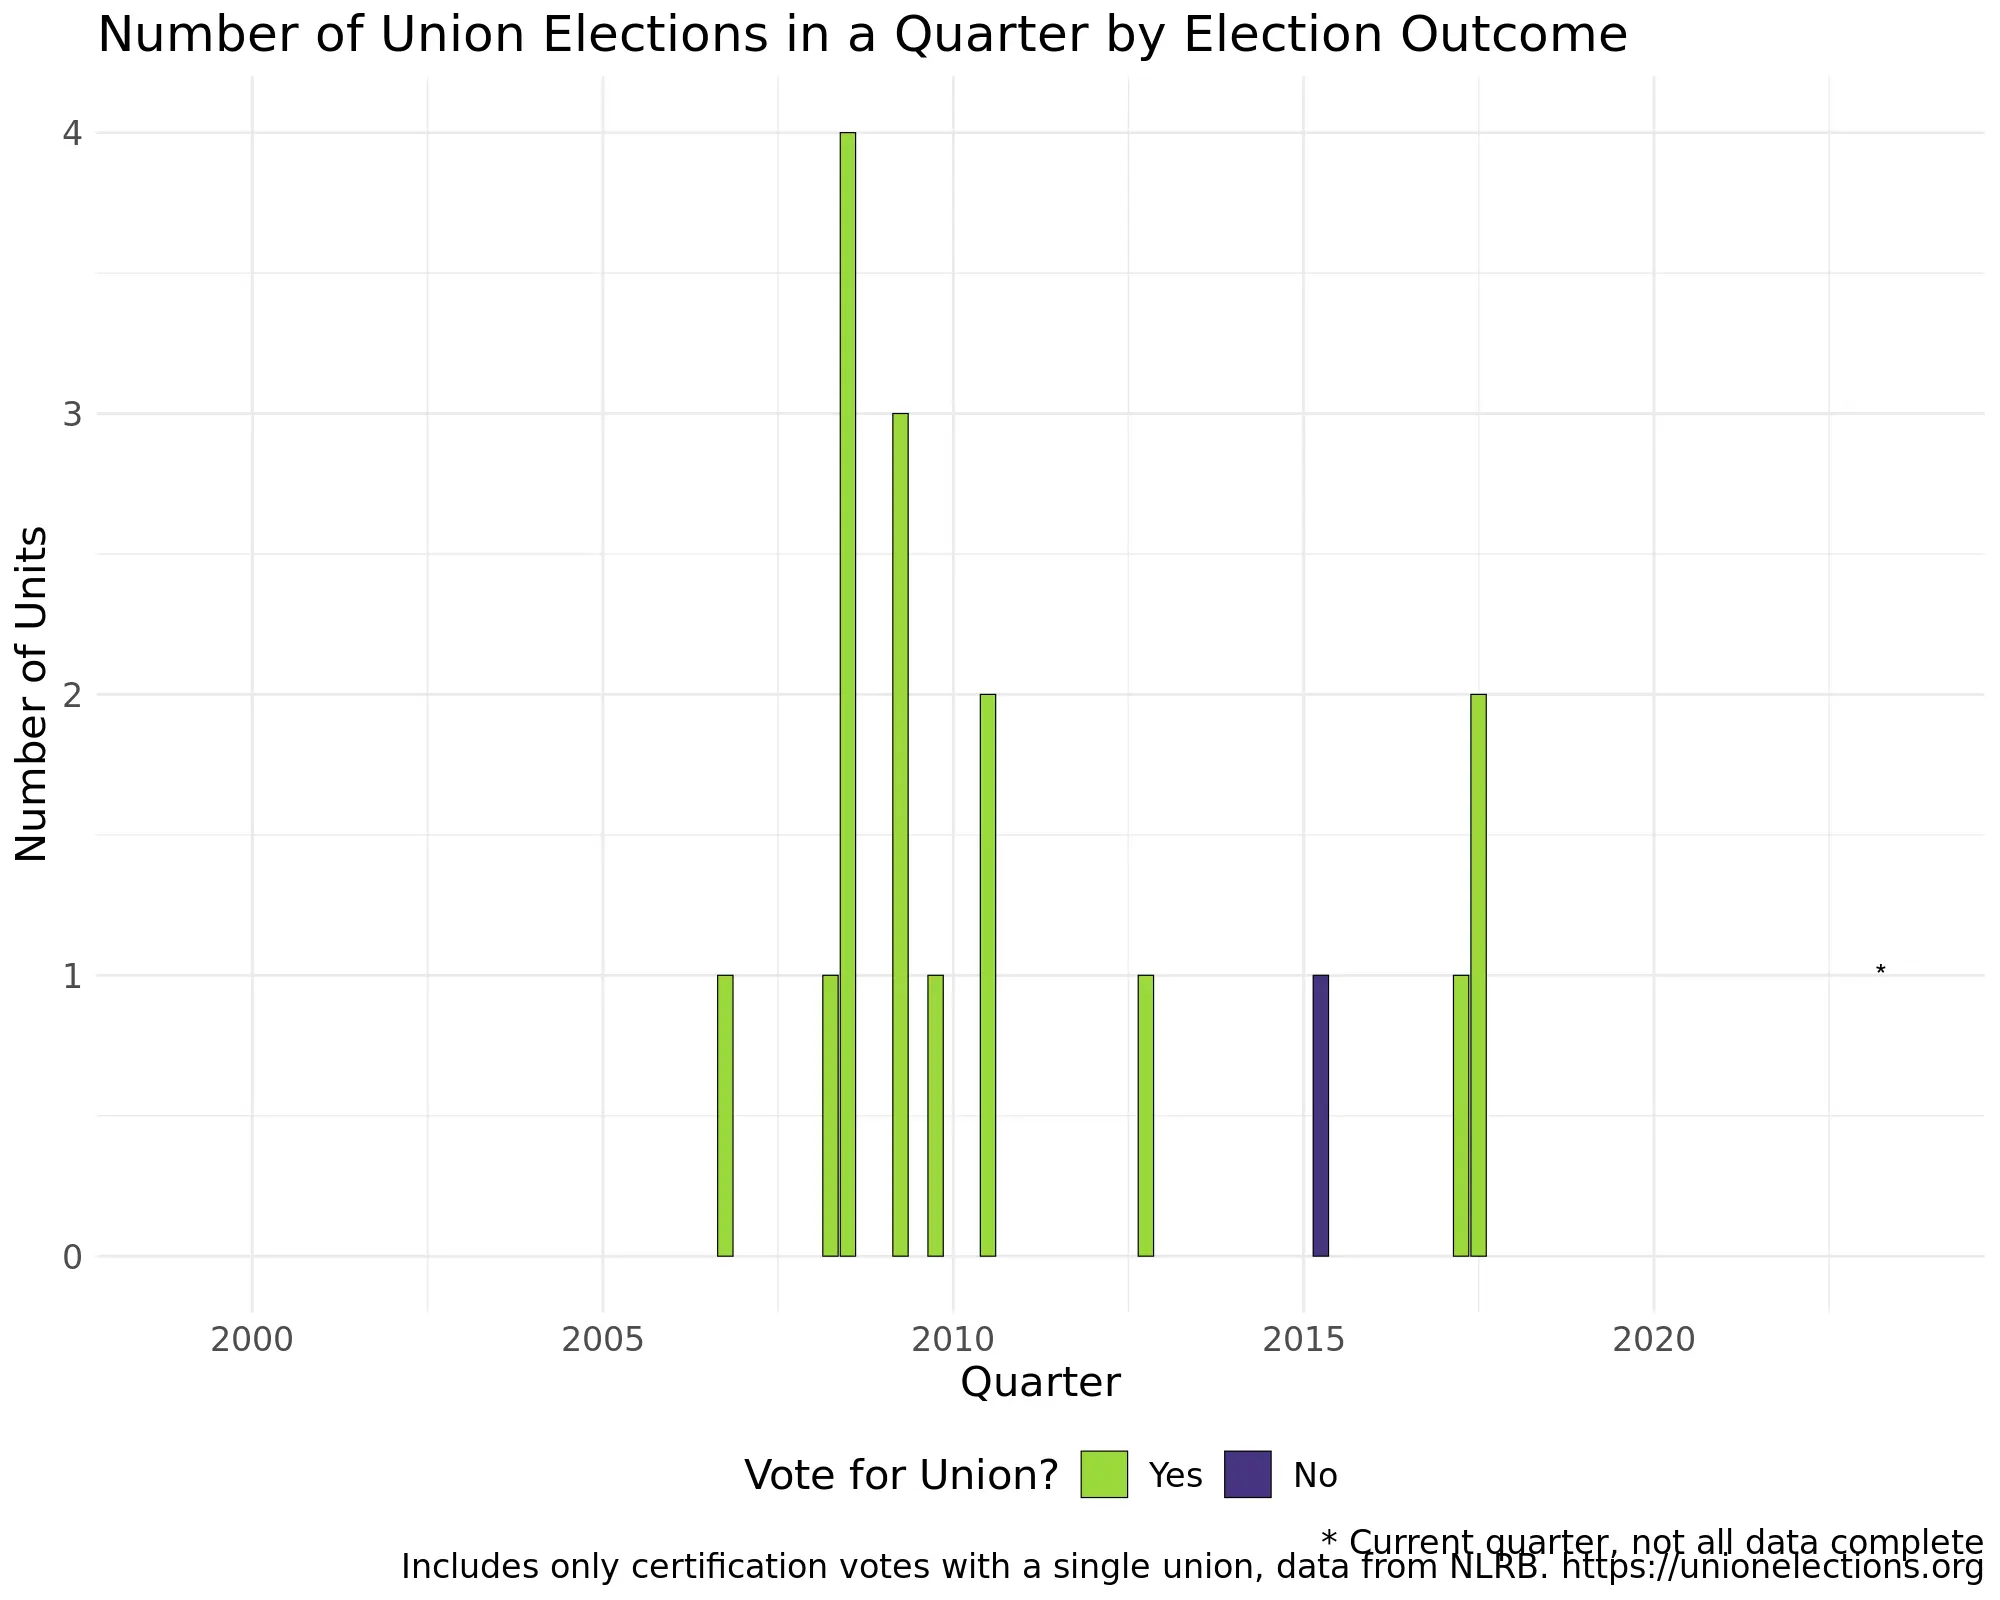 Number of Union Elections in a Quarter by Election Outcome
Number of Units
4
3
2
1
0
*
2000 2005 2010 2015 2020
Quarter
Vote for Union? Yes No
* Current quarter, not all data complete
Includes only certification votes with a single union, data from NLRB. https://unionelections.org